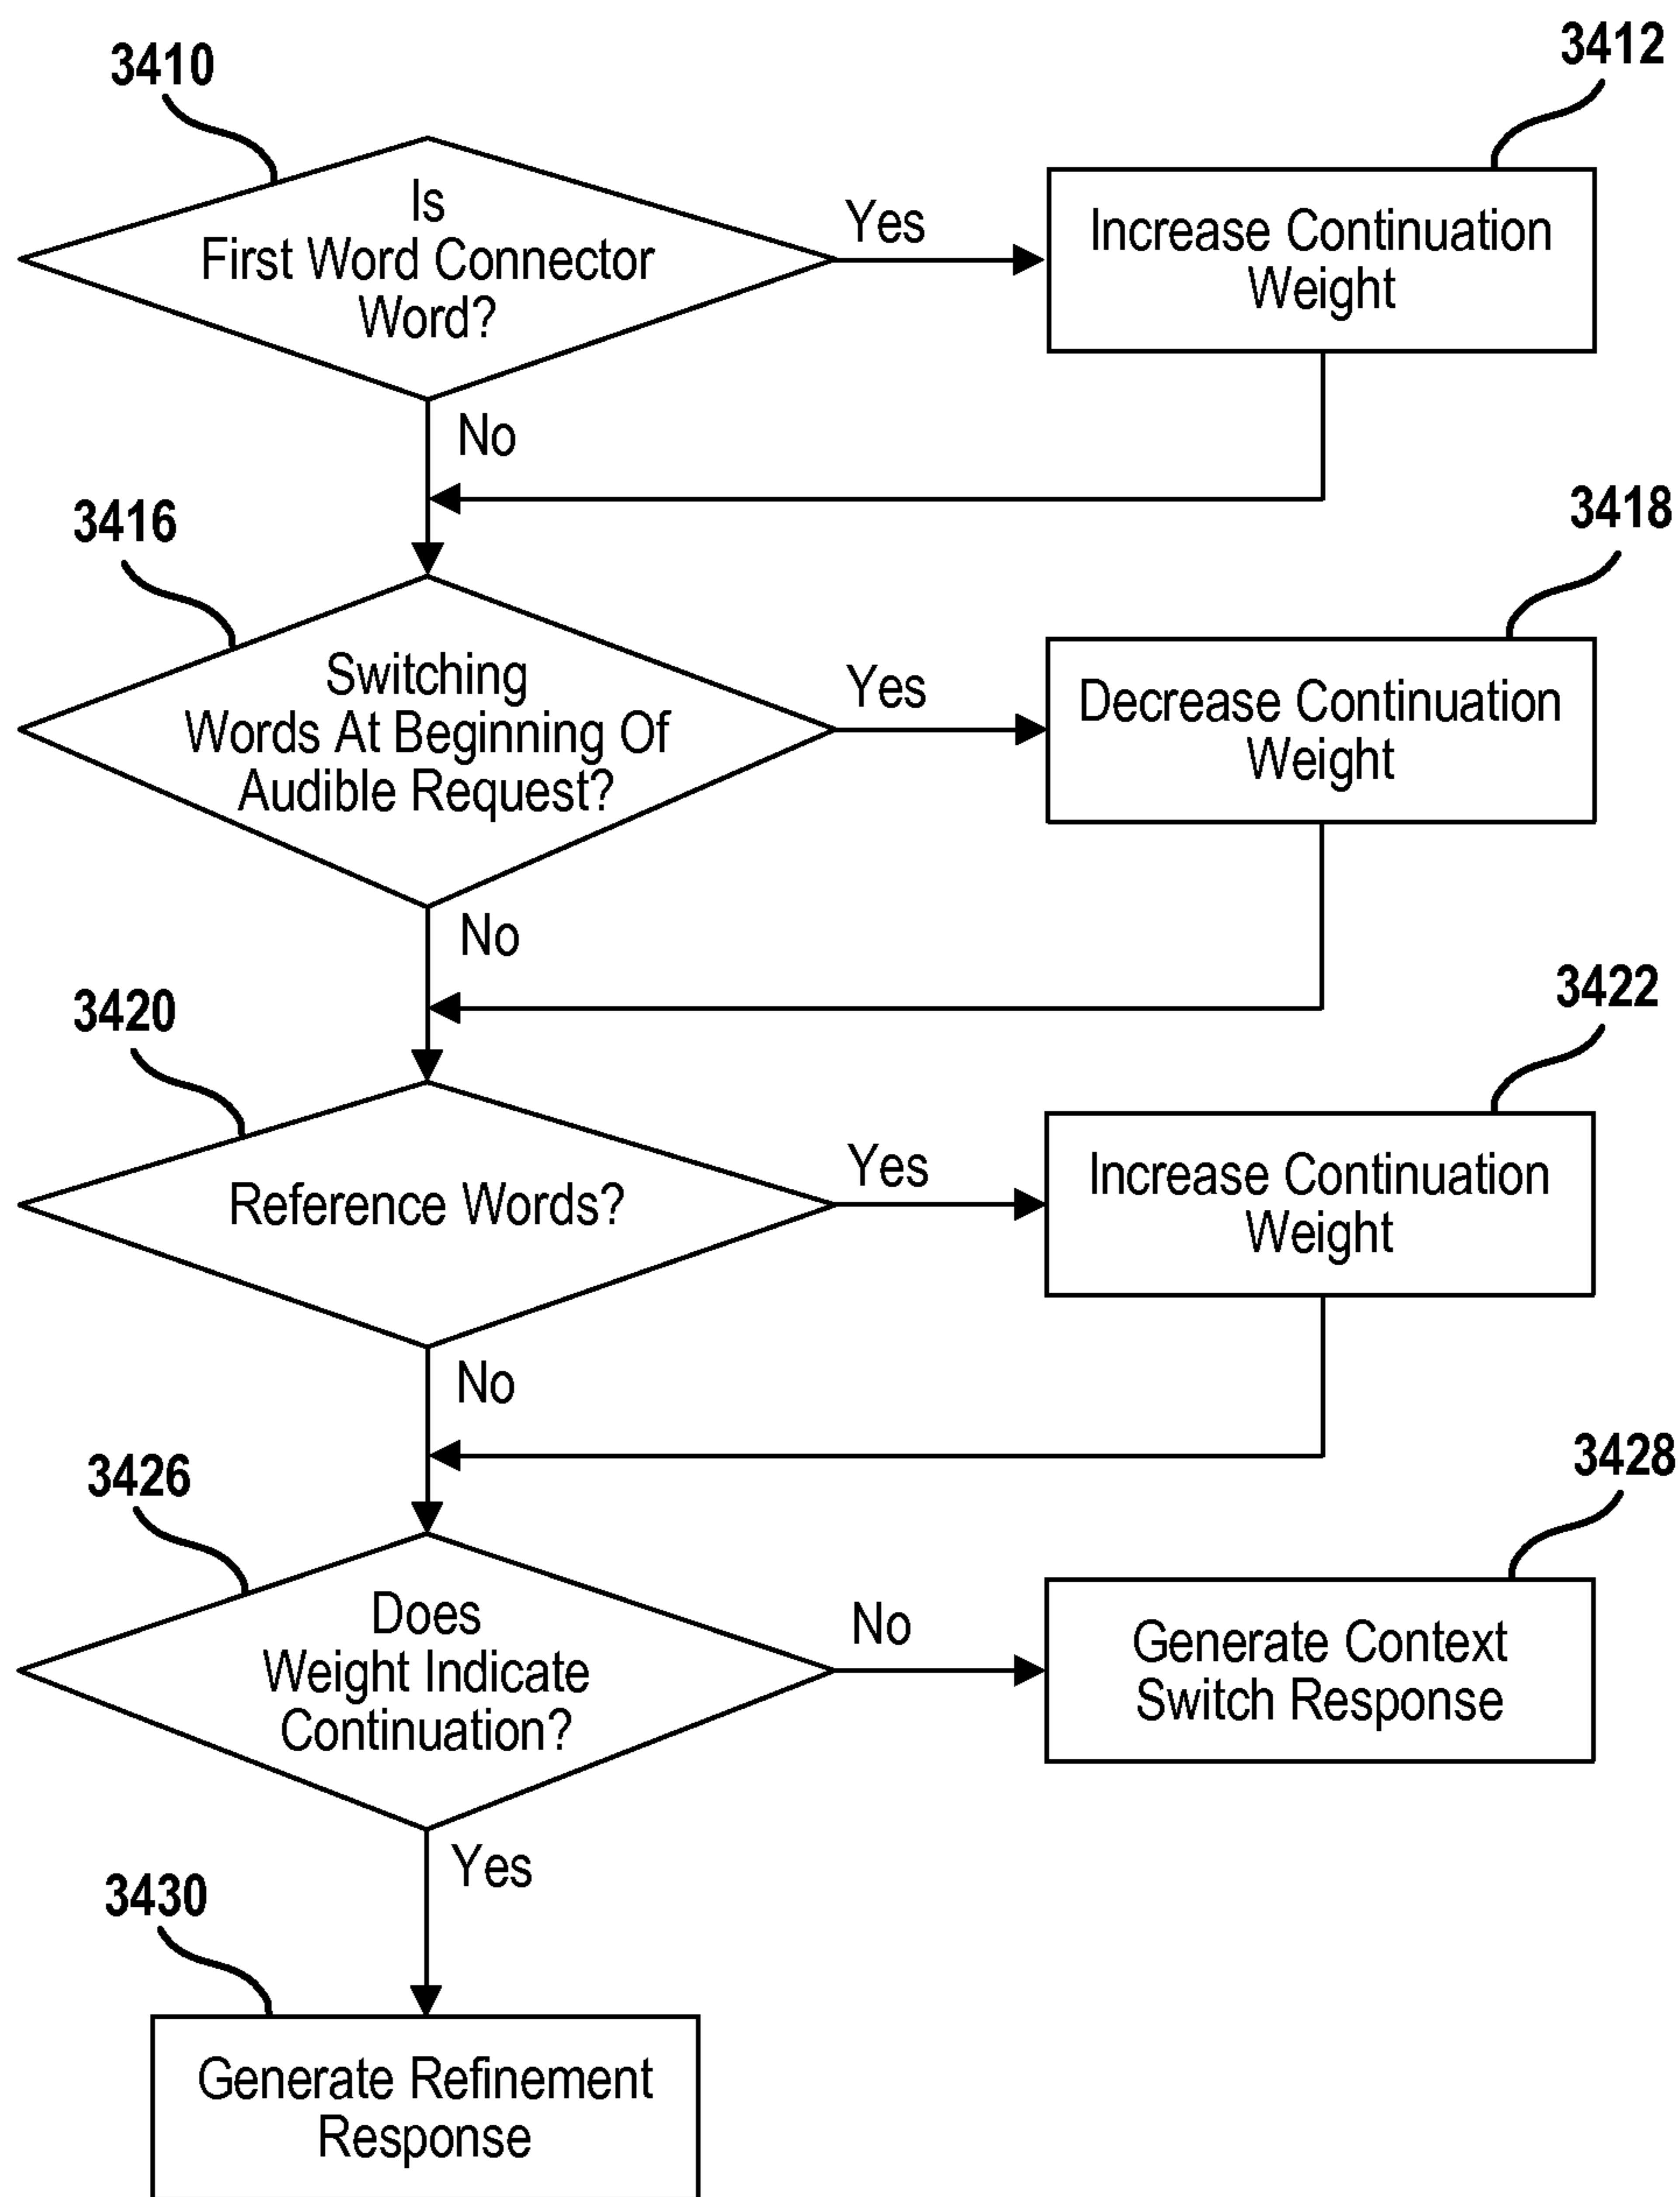 3410
3412
Is
First Word Connector
Word?
Yes
Increase Continuation
Weight
No
3416
3418
Switching
Words At Beginning Of
Audible Request?
Yes
Decrease Continuation
Weight
No
3420
3422
Reference Words?
Yes
Increase Continuation
Weight
No
3426
3428
Does
Weight Indicate
Continuation?
No
Generate Context
Switch Response
Yes
3430
Generate Refinement
Response